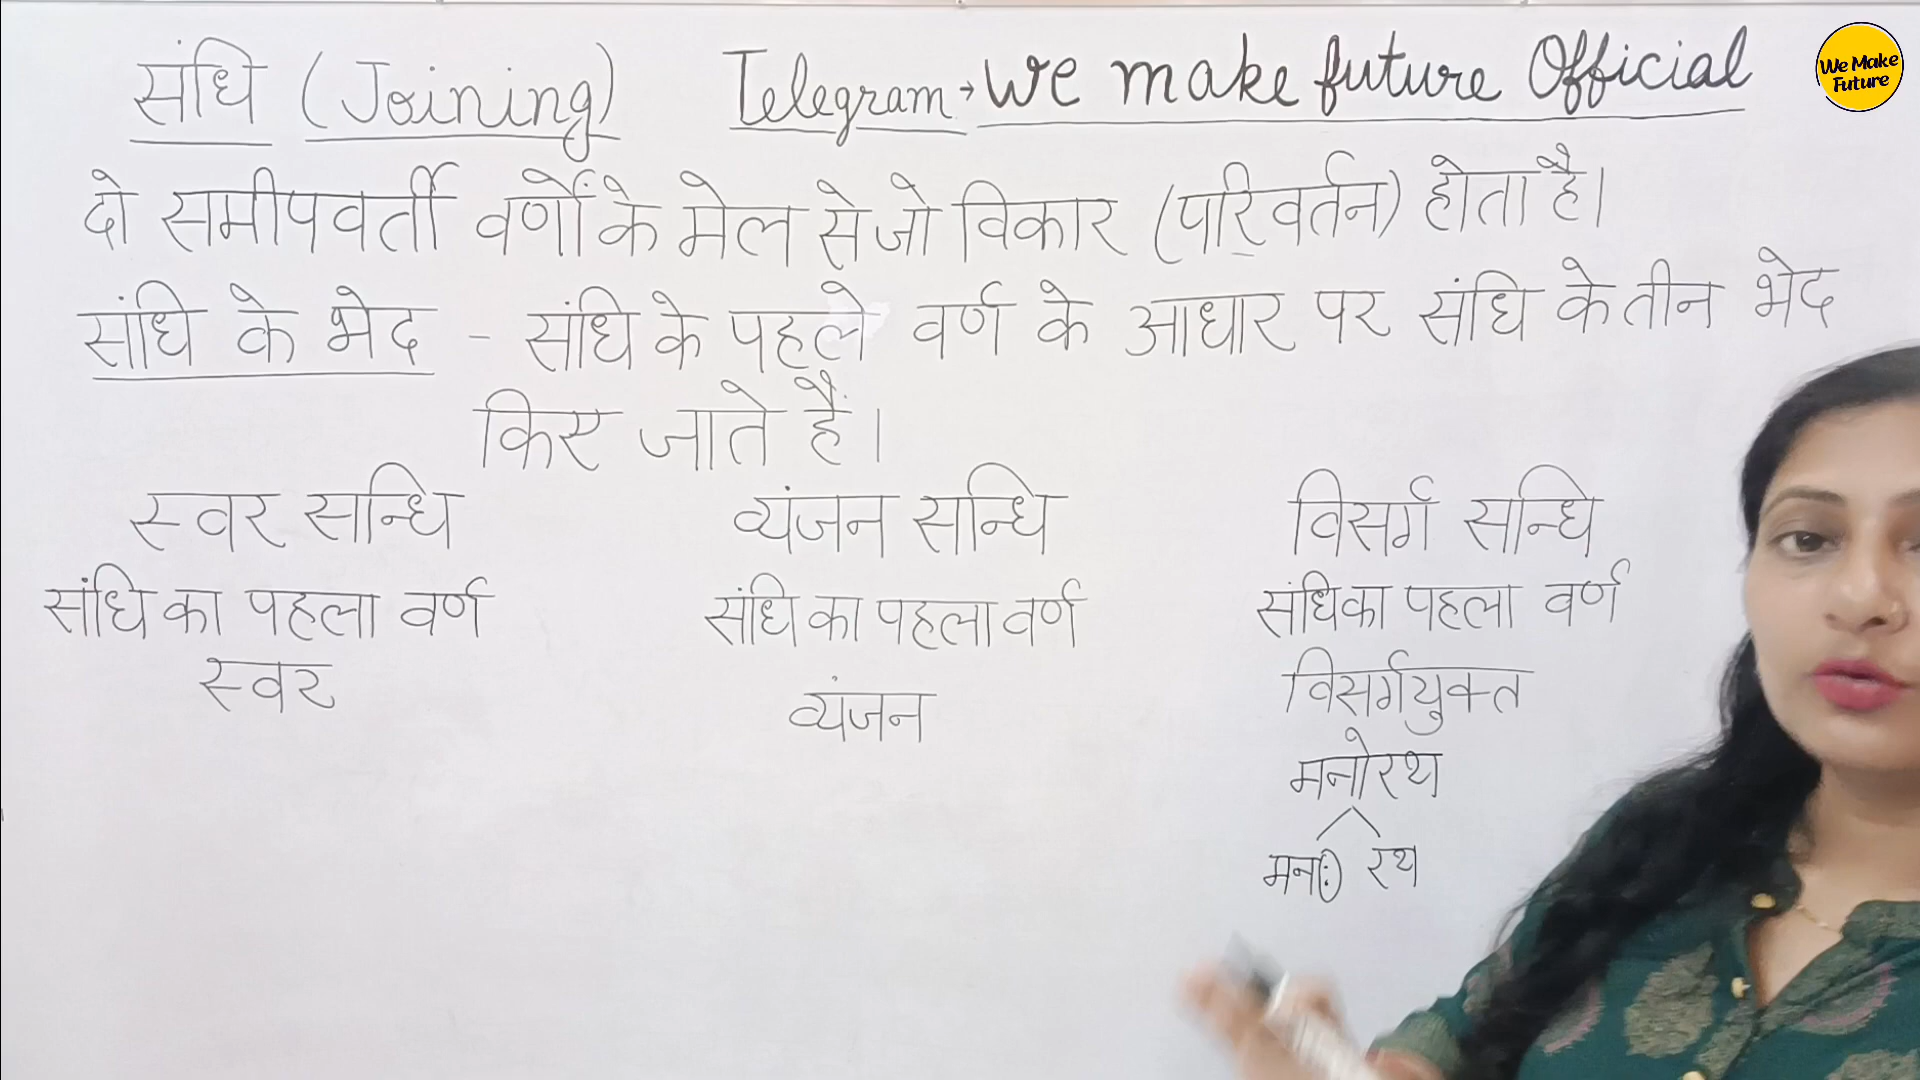 संधि (Joining) Telegram → We make future Official
We Make Future
दो समीपवर्ती वर्णों के मेल से जो विकार (परिवर्तन) होता है।
संधि के भेद - संधि के पहले वर्ण के आधार पर संधि के तीन भेद
किए जाते हैं।
स्वर सन्धि व्यंजन सन्धि विसर्ग सन्धि
संधि का पहला वर्ण संधि का पहला वर्ण संधि का पहला वर्ण
स्वर व्यंजन विसर्गयुक्त
मनोरथ
मनः रथ